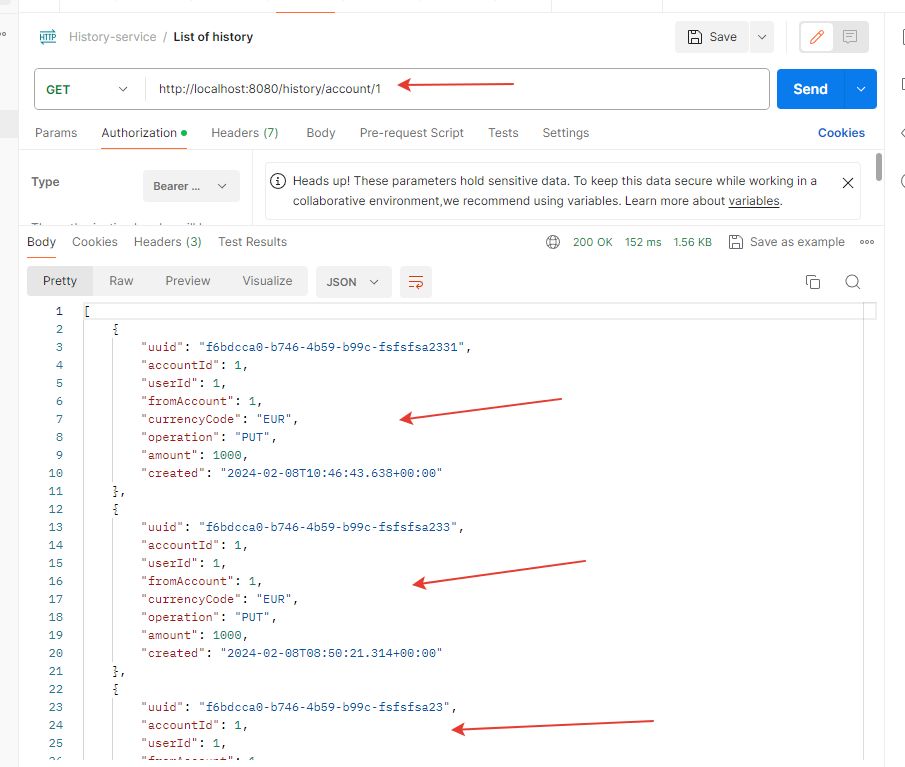 HTTP History-service / List of history Save
GET http://localhost:8080/history/account/1 Send
Params Authorization Headers (7) Body Pre-request Script Tests Settings Cookies
Type Bearer ...
Heads up! These parameters hold sensitive data. To keep this data secure while working in a
collaborative environment,we recommend using variables. Learn more about variables.
Body Cookies Headers (3) Test Results 200 OK 152 ms 1.56 KB Save as example
Pretty Raw Preview Visualize JSON
1 [
2 {
3 "uuid": "f6bdcca0-b746-4b59-b99c-fsfsfsa2331",
4 "accountId": 1,
5 "userId": 1,
6 "fromAccount": 1,
7 "currencyCode": "EUR",
8 "operation": "PUT",
9 "amount": 1000,
10 "created": "2024-02-08T10:46:43.638+00:00"
11 },
12 {
13 "uuid": "f6bdcca0-b746-4b59-b99c-fsfsfsa233",
14 "accountId": 1,
15 "userId": 1,
16 "fromAccount": 1,
17 "currencyCode": "EUR",
18 "operation": "PUT",
19 "amount": 1000,
20 "created": "2024-02-08T08:50:21.314+00:00"
21 },
22 {
23 "uuid": "f6bdcca0-b746-4b59-b99c-fsfsfsa23",
24 "accountId": 1,
25 "userId": 1,